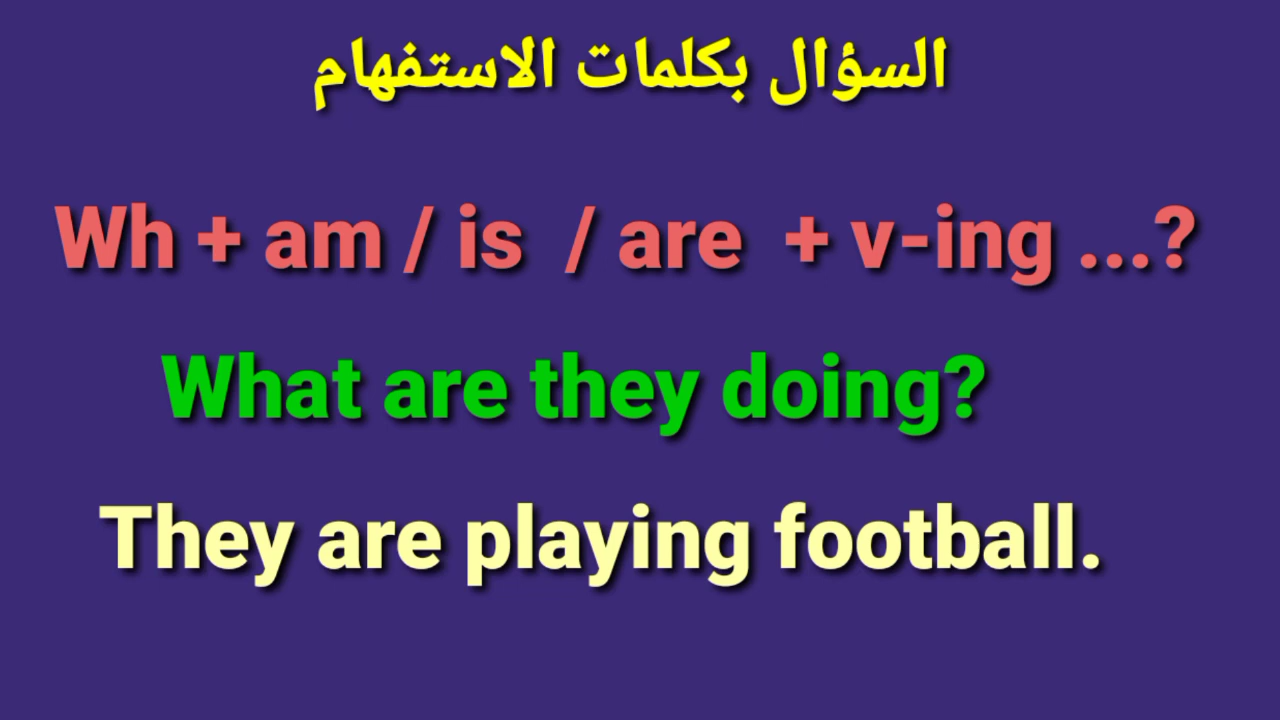 السؤال بكلمات الاستفهام
Wh + am / is / are + v-ing ...?
What are they doing?
They are playing football.